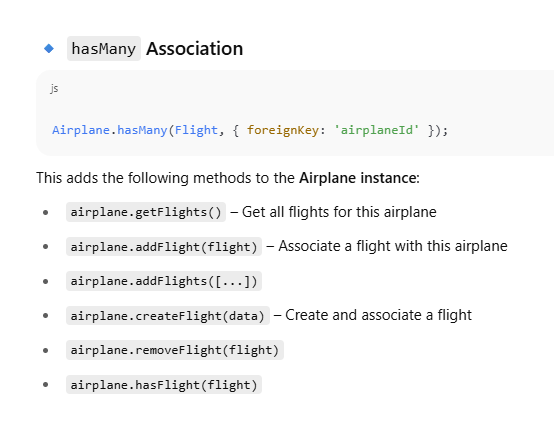 hasMany Association
js
Airplane.hasMany(Flight, { foreignKey: 'airplaneId' });
This adds the following methods to the Airplane instance:
• airplane.getFlights() – Get all flights for this airplane
• airplane.addFlight(flight) – Associate a flight with this airplane
• airplane.addFlights([...])
• airplane.createFlight(data) – Create and associate a flight
• airplane.removeFlight(flight)
• airplane.hasFlight(flight)